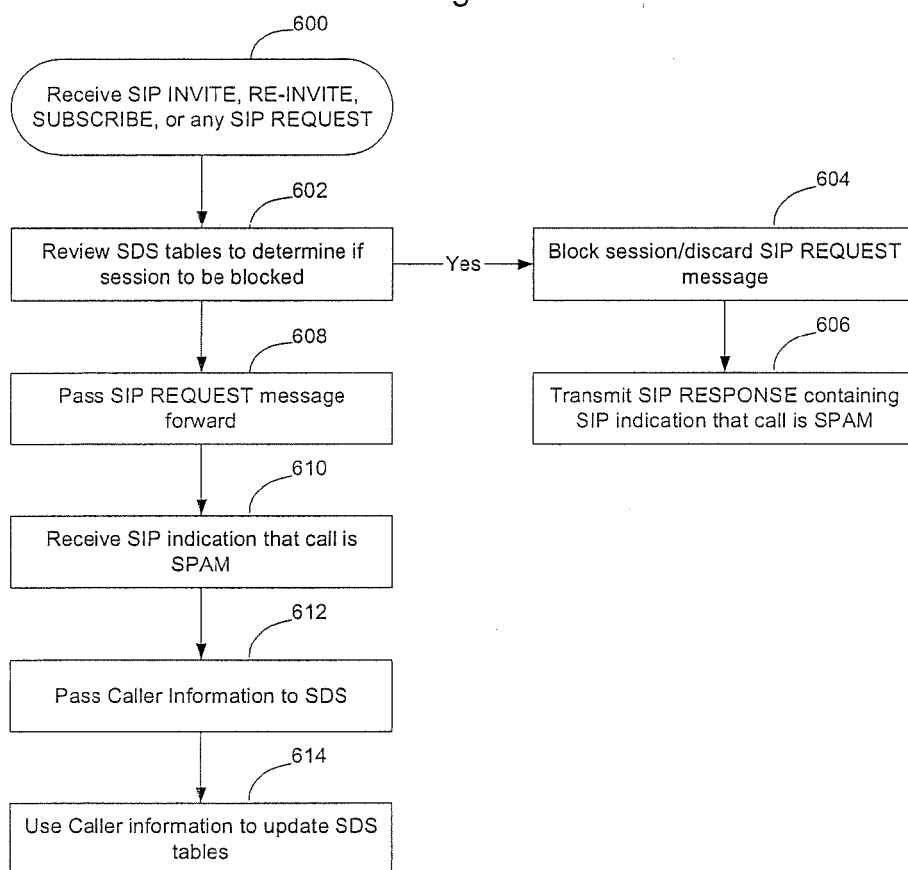 600
Receive SIP INVITE, RE-INVITE,
SUBSCRIBE, or any SIP REQUEST
602
Review SDS tables to determine if
session to be blocked
Yes
604
Block session/discard SIP REQUEST
message
606
Transmit SIP RESPONSE containing
SIP indication that call is SPAM
608
Pass SIP REQUEST message
forward
610
Receive SIP indication that call is
SPAM
612
Pass Caller Information to SDS
614
Use Caller information to update SDS
tables